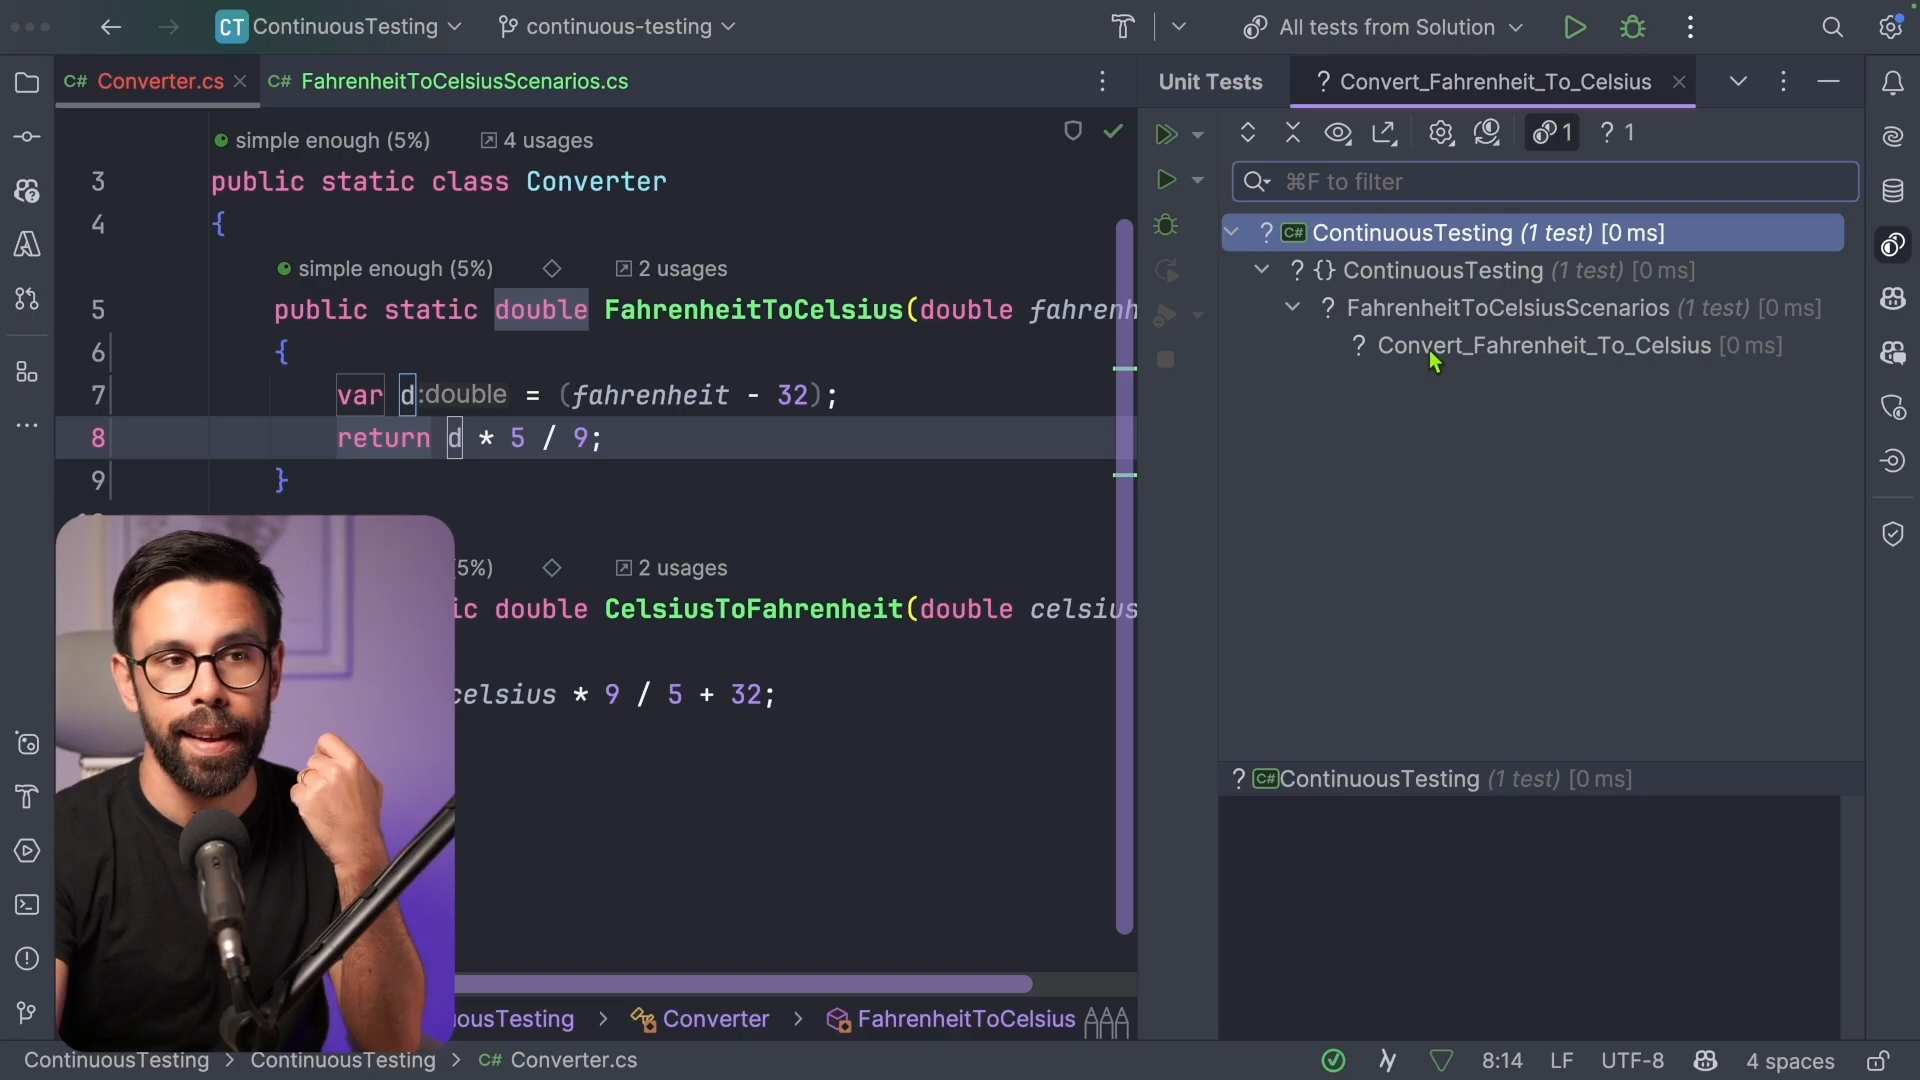 CT ContinuousTesting continuous-testing All tests from Solution
C# Converter.cs C# FahrenheitToCelsiusScenarios.cs
simple enough (5%) 4 usages
3 public static class Converter
4 {
simple enough (5%) 2 usages
5 public static double FahrenheitToCelsius(double fahrenh
6 {
7 var d:double = (fahrenheit - 32);
8 return d * 5 / 9;
9 }
(5%) 2 usages
ic double CelsiusToFahrenheit(double celsius
celsius * 9 / 5 + 32;
ousTesting > Converter > FahrenheitToCelsius
Unit Tests ? Convert_Fahrenheit_To_Celsius
1 ? 1
⌘F to filter
? C# ContinuousTesting (1 test) [0 ms]
? {} ContinuousTesting (1 test) [0 ms]
? FahrenheitToCelsiusScenarios (1 test) [0 ms]
? Convert_Fahrenheit_To_Celsius [0 ms]
? C# ContinuousTesting (1 test) [0 ms]
ContinuousTesting > ContinuousTesting > C# Converter.cs
8:14 LF UTF-8 4 spaces